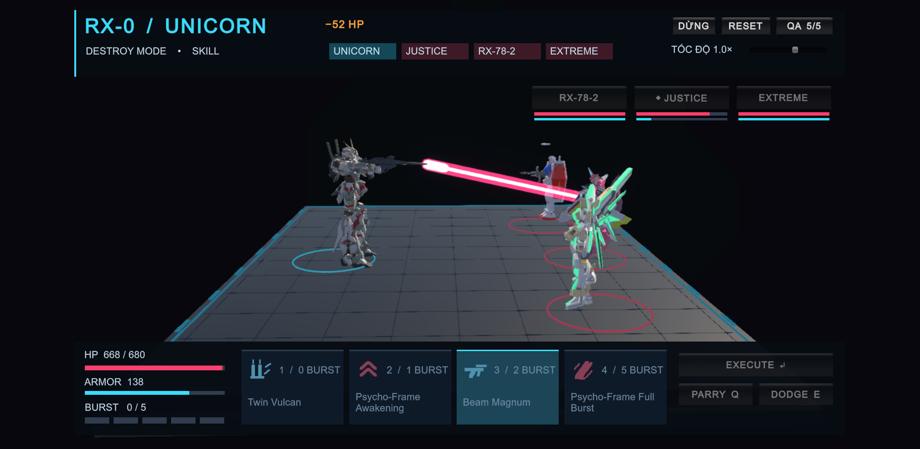 RX-0 / UNICORN
DESTROY MODE • SKILL
−52 HP
UNICORN JUSTICE RX-78-2 EXTREME
DỪNG RESET QA 5/5
TỐC ĐỘ 1.0×
RX-78-2 ⌖ JUSTICE EXTREME
HP 668 / 680
ARMOR 138
BURST 0 / 5
1 / 0 BURST
Twin Vulcan
2 / 1 BURST
Psycho-Frame
Awakening
3 / 2 BURST
Beam Magnum
4 / 5 BURST
Psycho-Frame Full
Burst
EXECUTE ↲
PARRY Q DODGE E